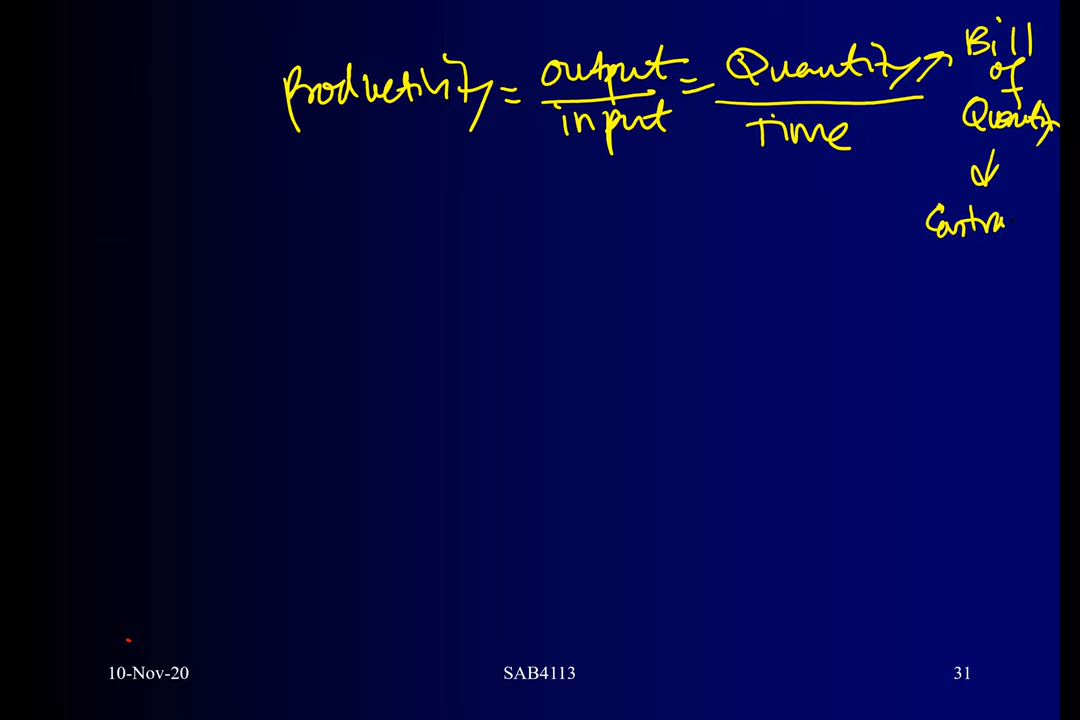 Productivity = output / input = Quantity / Time → Bill of Quantity ↓ Contra
10-Nov-20
SAB4113
31